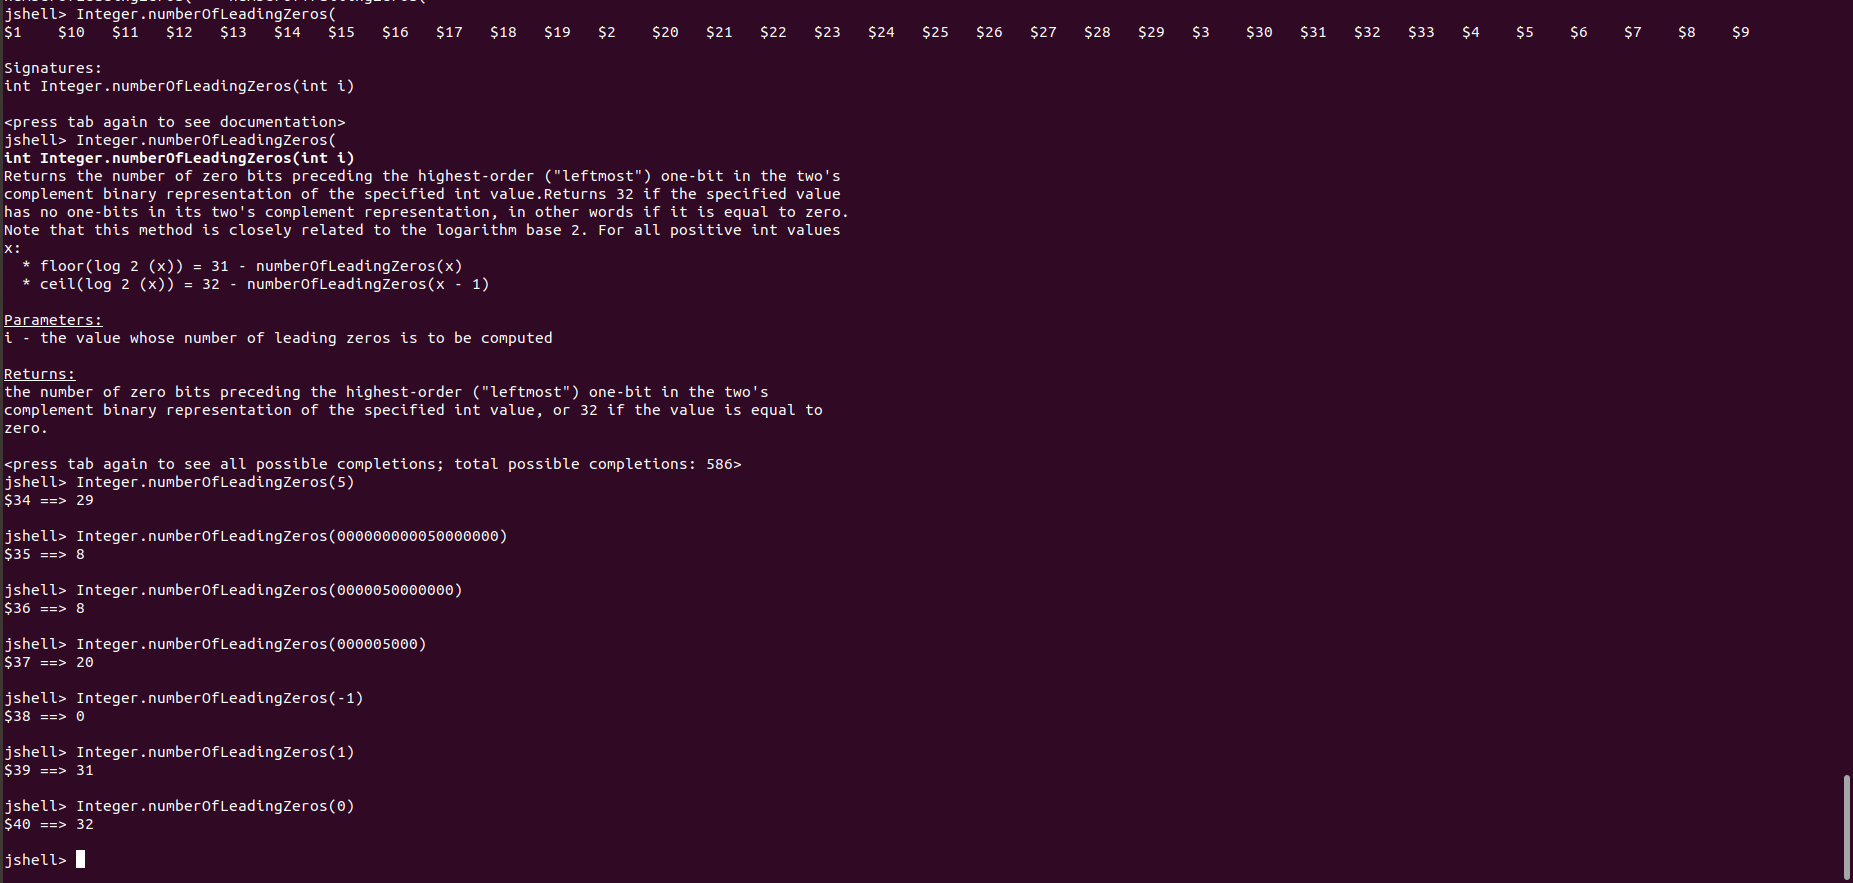 jshell> Integer.numberOfLeadingZeros(
$1 $10 $11 $12 $13 $14 $15 $16 $17 $18 $19 $2 $20 $21 $22 $23 $24 $25 $26 $27 $28 $29 $3 $30 $31 $32 $33 $4 $5 $6 $7 $8 $9
Signatures:
int Integer.numberOfLeadingZeros(int i)
<press tab again to see documentation>
jshell> Integer.numberOfLeadingZeros(
int Integer.numberOfLeadingZeros(int i)
Returns the number of zero bits preceding the highest-order ("leftmost") one-bit in the two's
complement binary representation of the specified int value.Returns 32 if the specified value
has no one-bits in its two's complement representation, in other words if it is equal to zero.
Note that this method is closely related to the logarithm base 2. For all positive int values
x:
* floor(log 2 (x)) = 31 - numberOfLeadingZeros(x)
* ceil(log 2 (x)) = 32 - numberOfLeadingZeros(x - 1)
Parameters:
i - the value whose number of leading zeros is to be computed
Returns:
the number of zero bits preceding the highest-order ("leftmost") one-bit in the two's
complement binary representation of the specified int value, or 32 if the value is equal to
zero.
<press tab again to see all possible completions; total possible completions: 586>
jshell> Integer.numberOfLeadingZeros(5)
$34 ==> 29
jshell> Integer.numberOfLeadingZeros(000000000050000000)
$35 ==> 8
jshell> Integer.numberOfLeadingZeros(0000050000000)
$36 ==> 8
jshell> Integer.numberOfLeadingZeros(000005000)
$37 ==> 20
jshell> Integer.numberOfLeadingZeros(-1)
$38 ==> 0
jshell> Integer.numberOfLeadingZeros(1)
$39 ==> 31
jshell> Integer.numberOfLeadingZeros(0)
$40 ==> 32
jshell>